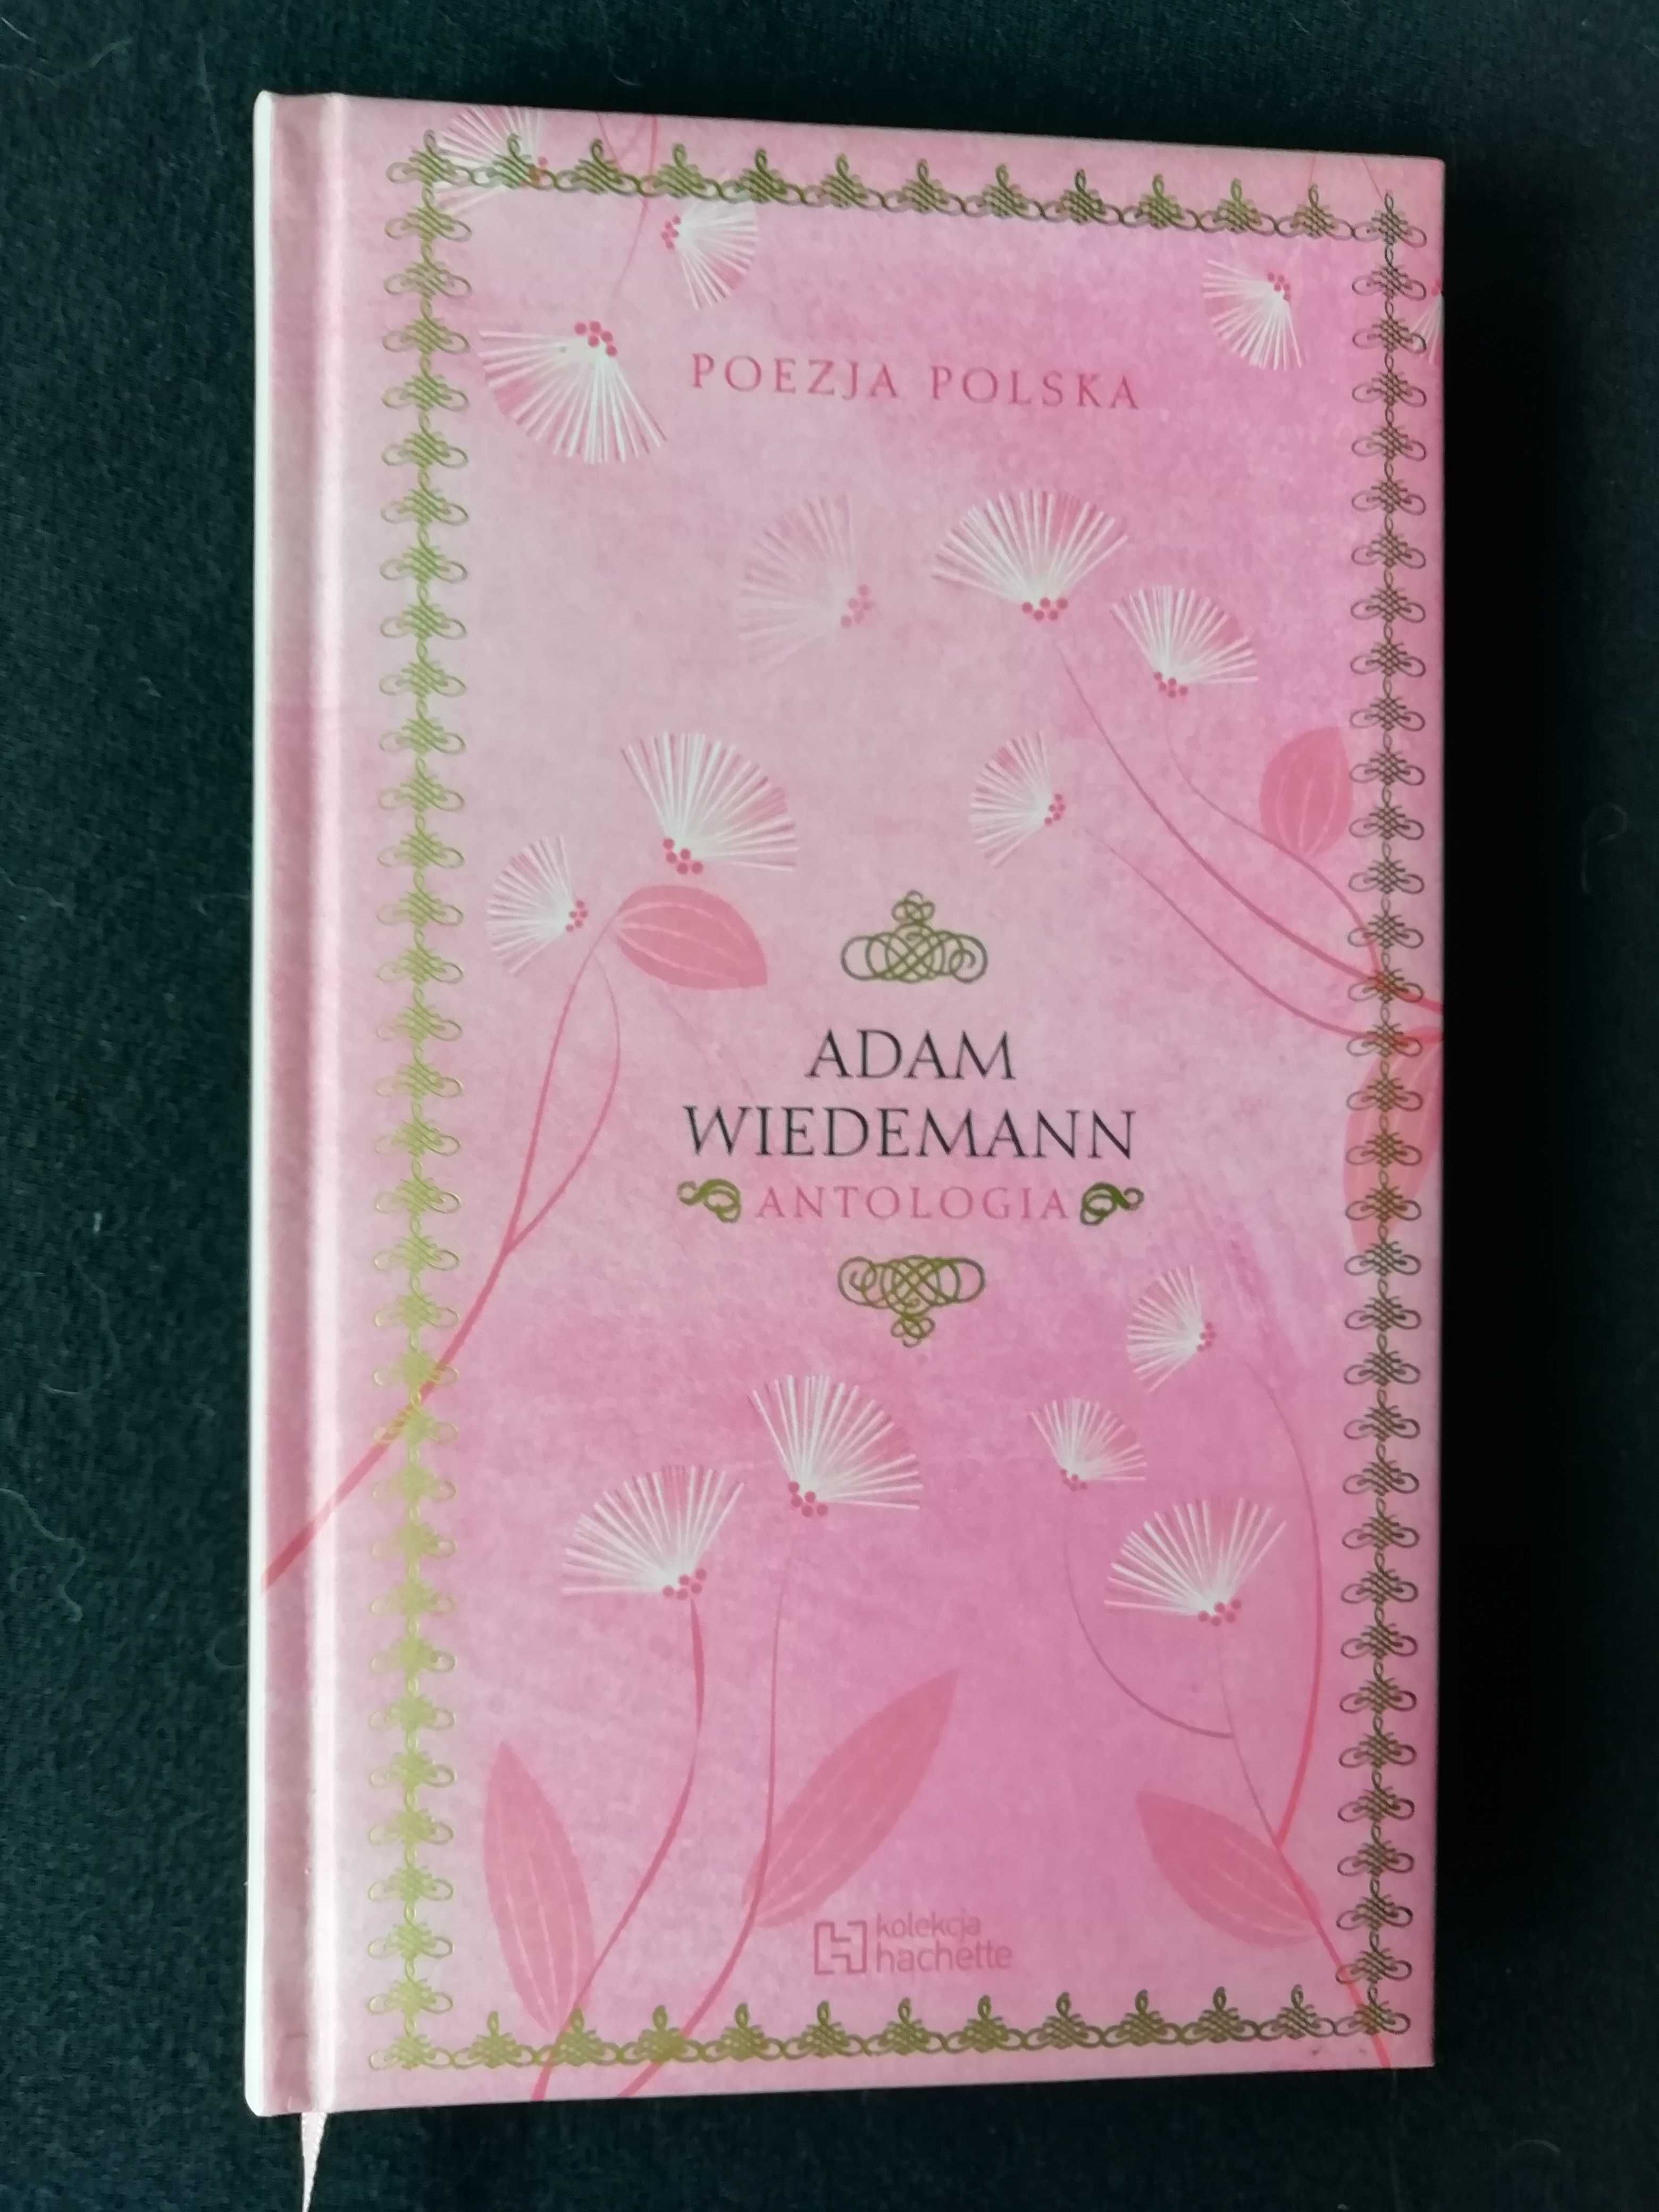 POEZJA POLSKA
ADAM
WIEDEMANN
ANTOLOGIA
kolekcja
hachette